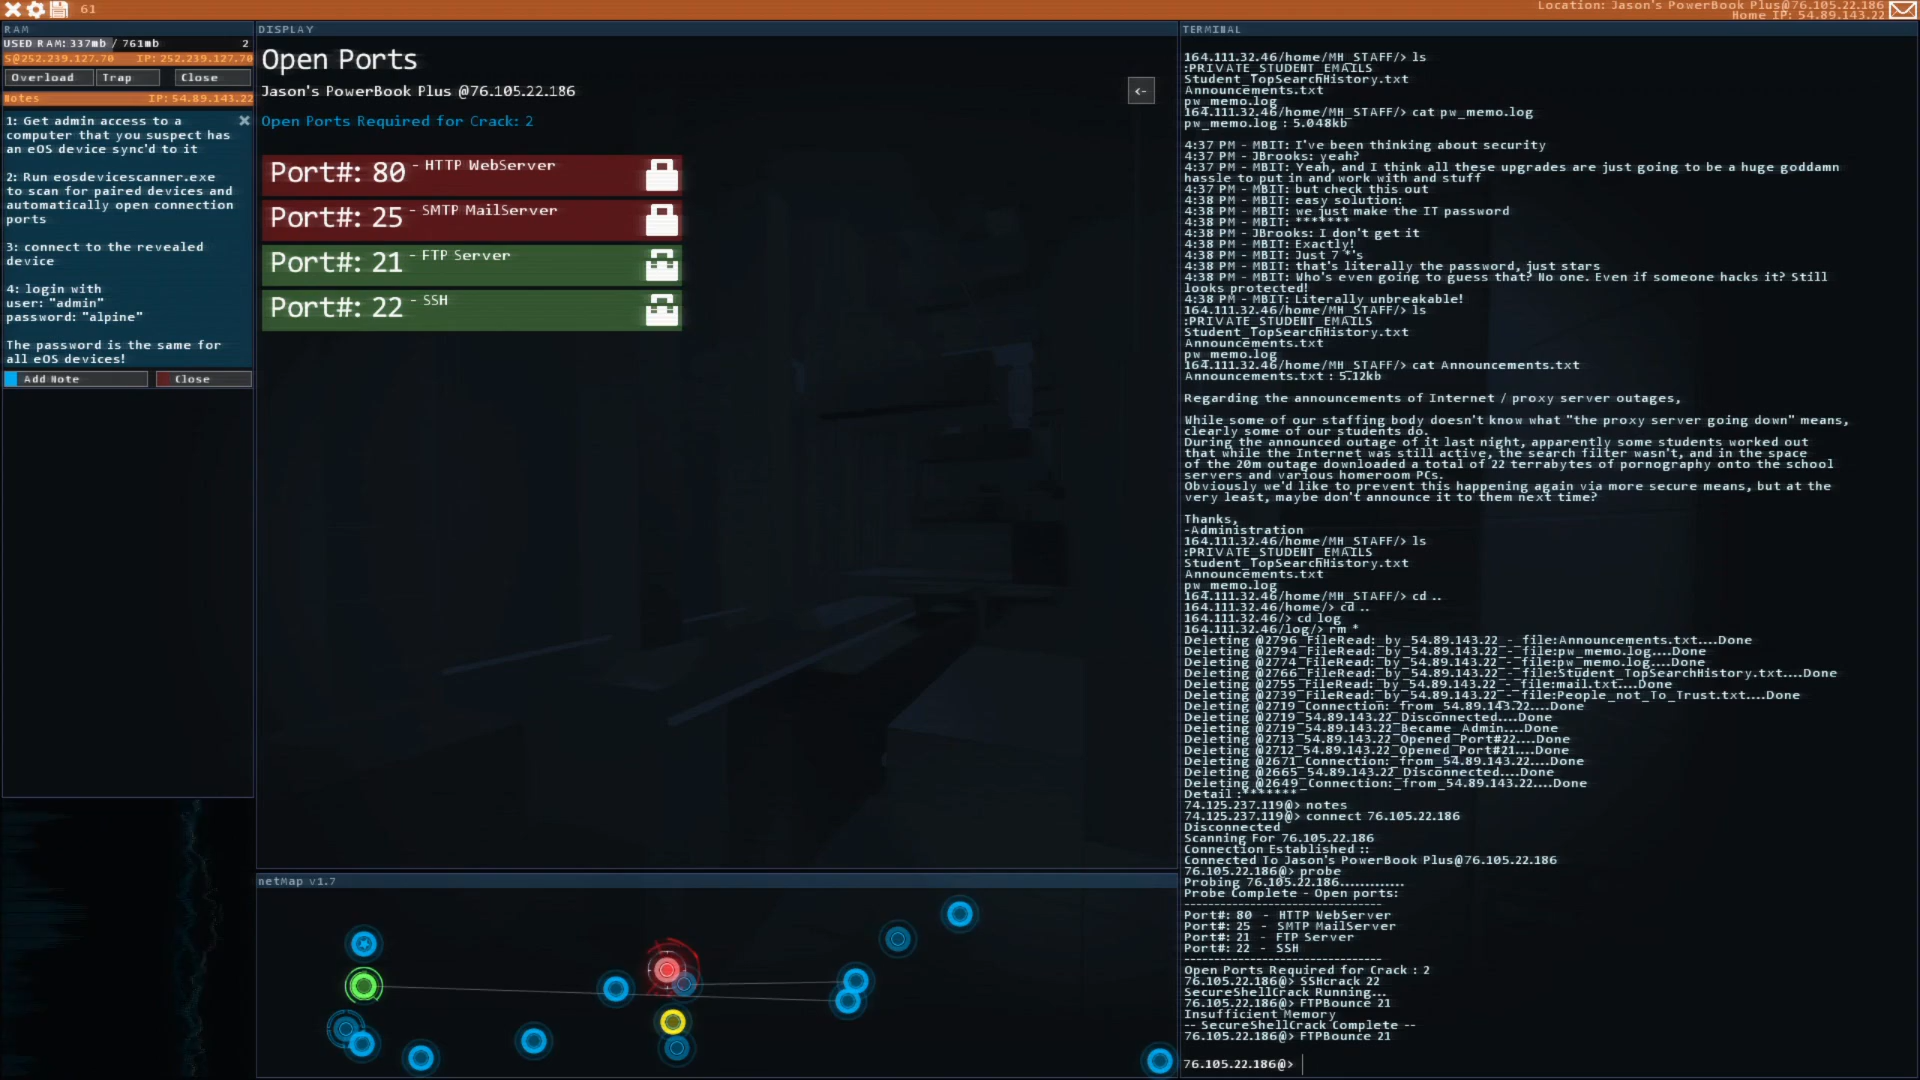 61
Location: Jason's PowerBook Plus@76.105.22.186
Home IP: 54.89.143.22
RAM
USED RAM: 337mb / 761mb 2
S@252.239.127.70 IP: 252.239.127.70
Overload Trap Close
Notes IP: 54.89.143.22
1: Get admin access to a
computer that you suspect has
an eOS device sync'd to it
2: Run eosdevicescanner.exe
to scan for paired devices and
automatically open connection
ports
3: connect to the revealed
device
4: login with
user: "admin"
password: "alpine"
The password is the same for
all eOS devices!
Add Note Close
DISPLAY
Open Ports
Jason's PowerBook Plus @76.105.22.186
<-
Open Ports Required for Crack: 2
Port#: 80 - HTTP WebServer
Port#: 25 - SMTP MailServer
Port#: 21 - FTP Server
Port#: 22 - SSH
netMap v1.7
TERMINAL
164.111.32.46/home/MH_STAFF/> ls
:PRIVATE_STUDENT_EMAILS
Student_TopSearchHistory.txt
Announcements.txt
pw_memo.log
164.111.32.46/home/MH_STAFF/> cat pw_memo.log
pw_memo.log : 5.048kb
4:37 PM - MBIT: I've been thinking about security
4:37 PM - JBrooks: yeah?
4:37 PM - MBIT: Yeah, and I think all these upgrades are just going to be a huge goddamn
hassle to put in and work with and stuff
4:37 PM - MBIT: but check this out
4:38 PM - MBIT: easy solution:
4:38 PM - MBIT: we just make the IT password
4:38 PM - MBIT: *******
4:38 PM - JBrooks: I don't get it
4:38 PM - MBIT: Exactly!
4:38 PM - MBIT: Just 7 *'s
4:38 PM - MBIT: that's literally the password, just stars
4:38 PM - MBIT: Who's even going to guess that? No one. Even if someone hacks it? Still
looks protected!
4:38 PM - MBIT: Literally unbreakable!
164.111.32.46/home/MH_STAFF/> ls
:PRIVATE_STUDENT_EMAILS
Student_TopSearchHistory.txt
Announcements.txt
pw_memo.log
164.111.32.46/home/MH_STAFF/> cat Announcements.txt
Announcements.txt : 5.12kb
Regarding the announcements of Internet / proxy server outages,
While some of our staffing body doesn't know what "the proxy server going down" means,
clearly some of our students do.
During the announced outage of it last night, apparently some students worked out
that while the Internet was still active, the search filter wasn't, and in the space
of the 20m outage downloaded a total of 22 terrabytes of pornography onto the school
servers and various homeroom PCs.
Obviously we'd like to prevent this happening again via more secure means, but at the
very least, maybe don't announce it to them next time?
Thanks,
-Administration
164.111.32.46/home/MH_STAFF/> ls
:PRIVATE_STUDENT_EMAILS
Student_TopSearchHistory.txt
Announcements.txt
pw_memo.log
164.111.32.46/home/MH_STAFF/> cd ..
164.111.32.46/home/> cd ..
164.111.32.46/> cd log
164.111.32.46/log/> rm *
Deleting @2796_FileRead:_by_54.89.143.22_-_file:Announcements.txt....Done
Deleting @2794_FileRead:_by_54.89.143.22_-_file:pw_memo.log....Done
Deleting @2774_FileRead:_by_54.89.143.22_-_file:pw_memo.log....Done
Deleting @2766_FileRead:_by_54.89.143.22_-_file:Student_TopSearchHistory.txt....Done
Deleting @2755_FileRead:_by_54.89.143.22_-_file:mail.txt....Done
Deleting @2739_FileRead:_by_54.89.143.22_-_file:People_not_To_Trust.txt....Done
Deleting @2719_Connection:_from_54.89.143.22....Done
Deleting @2719_54.89.143.22_Disconnected....Done
Deleting @2719_54.89.143.22_Became_Admin....Done
Deleting @2713_54.89.143.22_Opened_Port#22....Done
Deleting @2712_54.89.143.22_Opened_Port#21....Done
Deleting @2671_Connection:_from_54.89.143.22....Done
Deleting @2665_54.89.143.22_Disconnected....Done
Deleting @2649_Connection:_from_54.89.143.22....Done
Detail :*******
74.125.237.119@> notes
74.125.237.119@> connect 76.105.22.186
Disconnected
Scanning For 76.105.22.186
Connection Established ::
Connected To Jason's PowerBook Plus@76.105.22.186
76.105.22.186@> probe
Probing 76.105.22.186.............
Probe Complete - Open ports:
---------------------------------
Port#: 80 - HTTP WebServer
Port#: 25 - SMTP MailServer
Port#: 21 - FTP Server
Port#: 22 - SSH
---------------------------------
Open Ports Required for Crack : 2
76.105.22.186@> SSHcrack 22
SecureShellCrack Running...
76.105.22.186@> FTPBounce 21
Insufficient Memory
-- SecureShellCrack Complete --
76.105.22.186@> FTPBounce 21
76.105.22.186@>